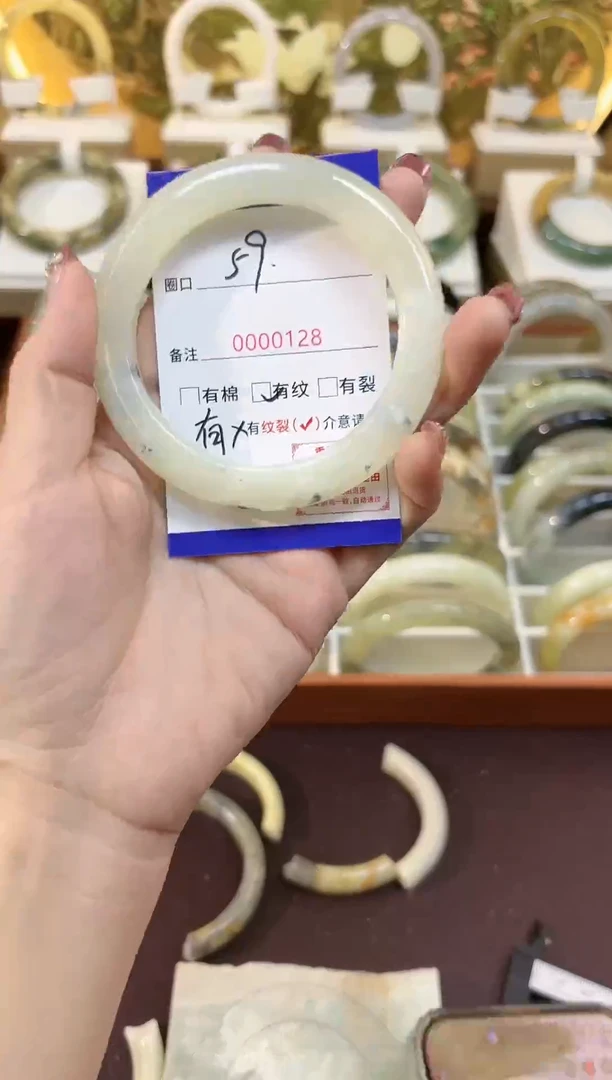 圈口 59.
备注 0000128
□有棉 ☑有纹 □有裂
有 有纹裂(✓)介意请